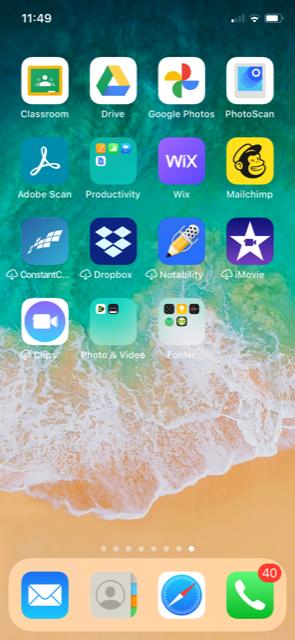 11:49
Classroom
Drive
Google Photos
PhotoScan
Adobe Scan
Productivity
WiX
Wix
Mailchimp
ConstantC...
Dropbox
Notability
iMovie
Clips
Photo & Video
Folder
40